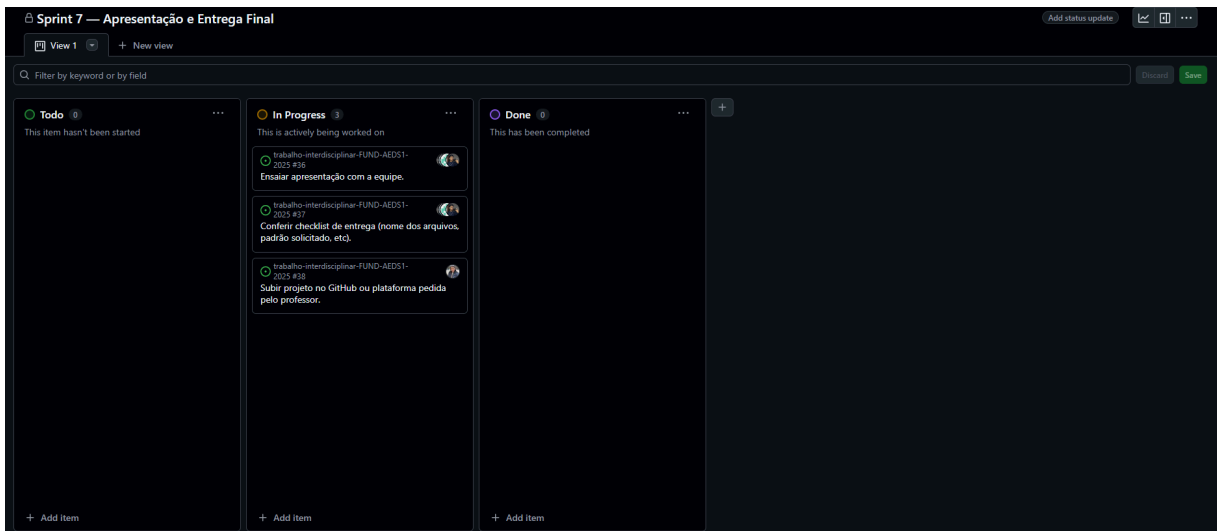 Sprint 7 — Apresentação e Entrega Final
Add status update
View 1
+ New view
Filter by keyword or by field
Discard
Save
Todo 0
This item hasn't been started
+ Add item
In Progress 3
This is actively being worked on
trabalho-interdisciplinar-FUND-AEDS1-
2025 #36
Ensaiar apresentação com a equipe.
trabalho-interdisciplinar-FUND-AEDS1-
2025 #37
Conferir checklist de entrega (nome dos arquivos,
padrão solicitado, etc).
trabalho-interdisciplinar-FUND-AEDS1-
2025 #38
Subir projeto no GitHub ou plataforma pedida
pelo professor.
+ Add item
Done 0
This has been completed
+ Add item